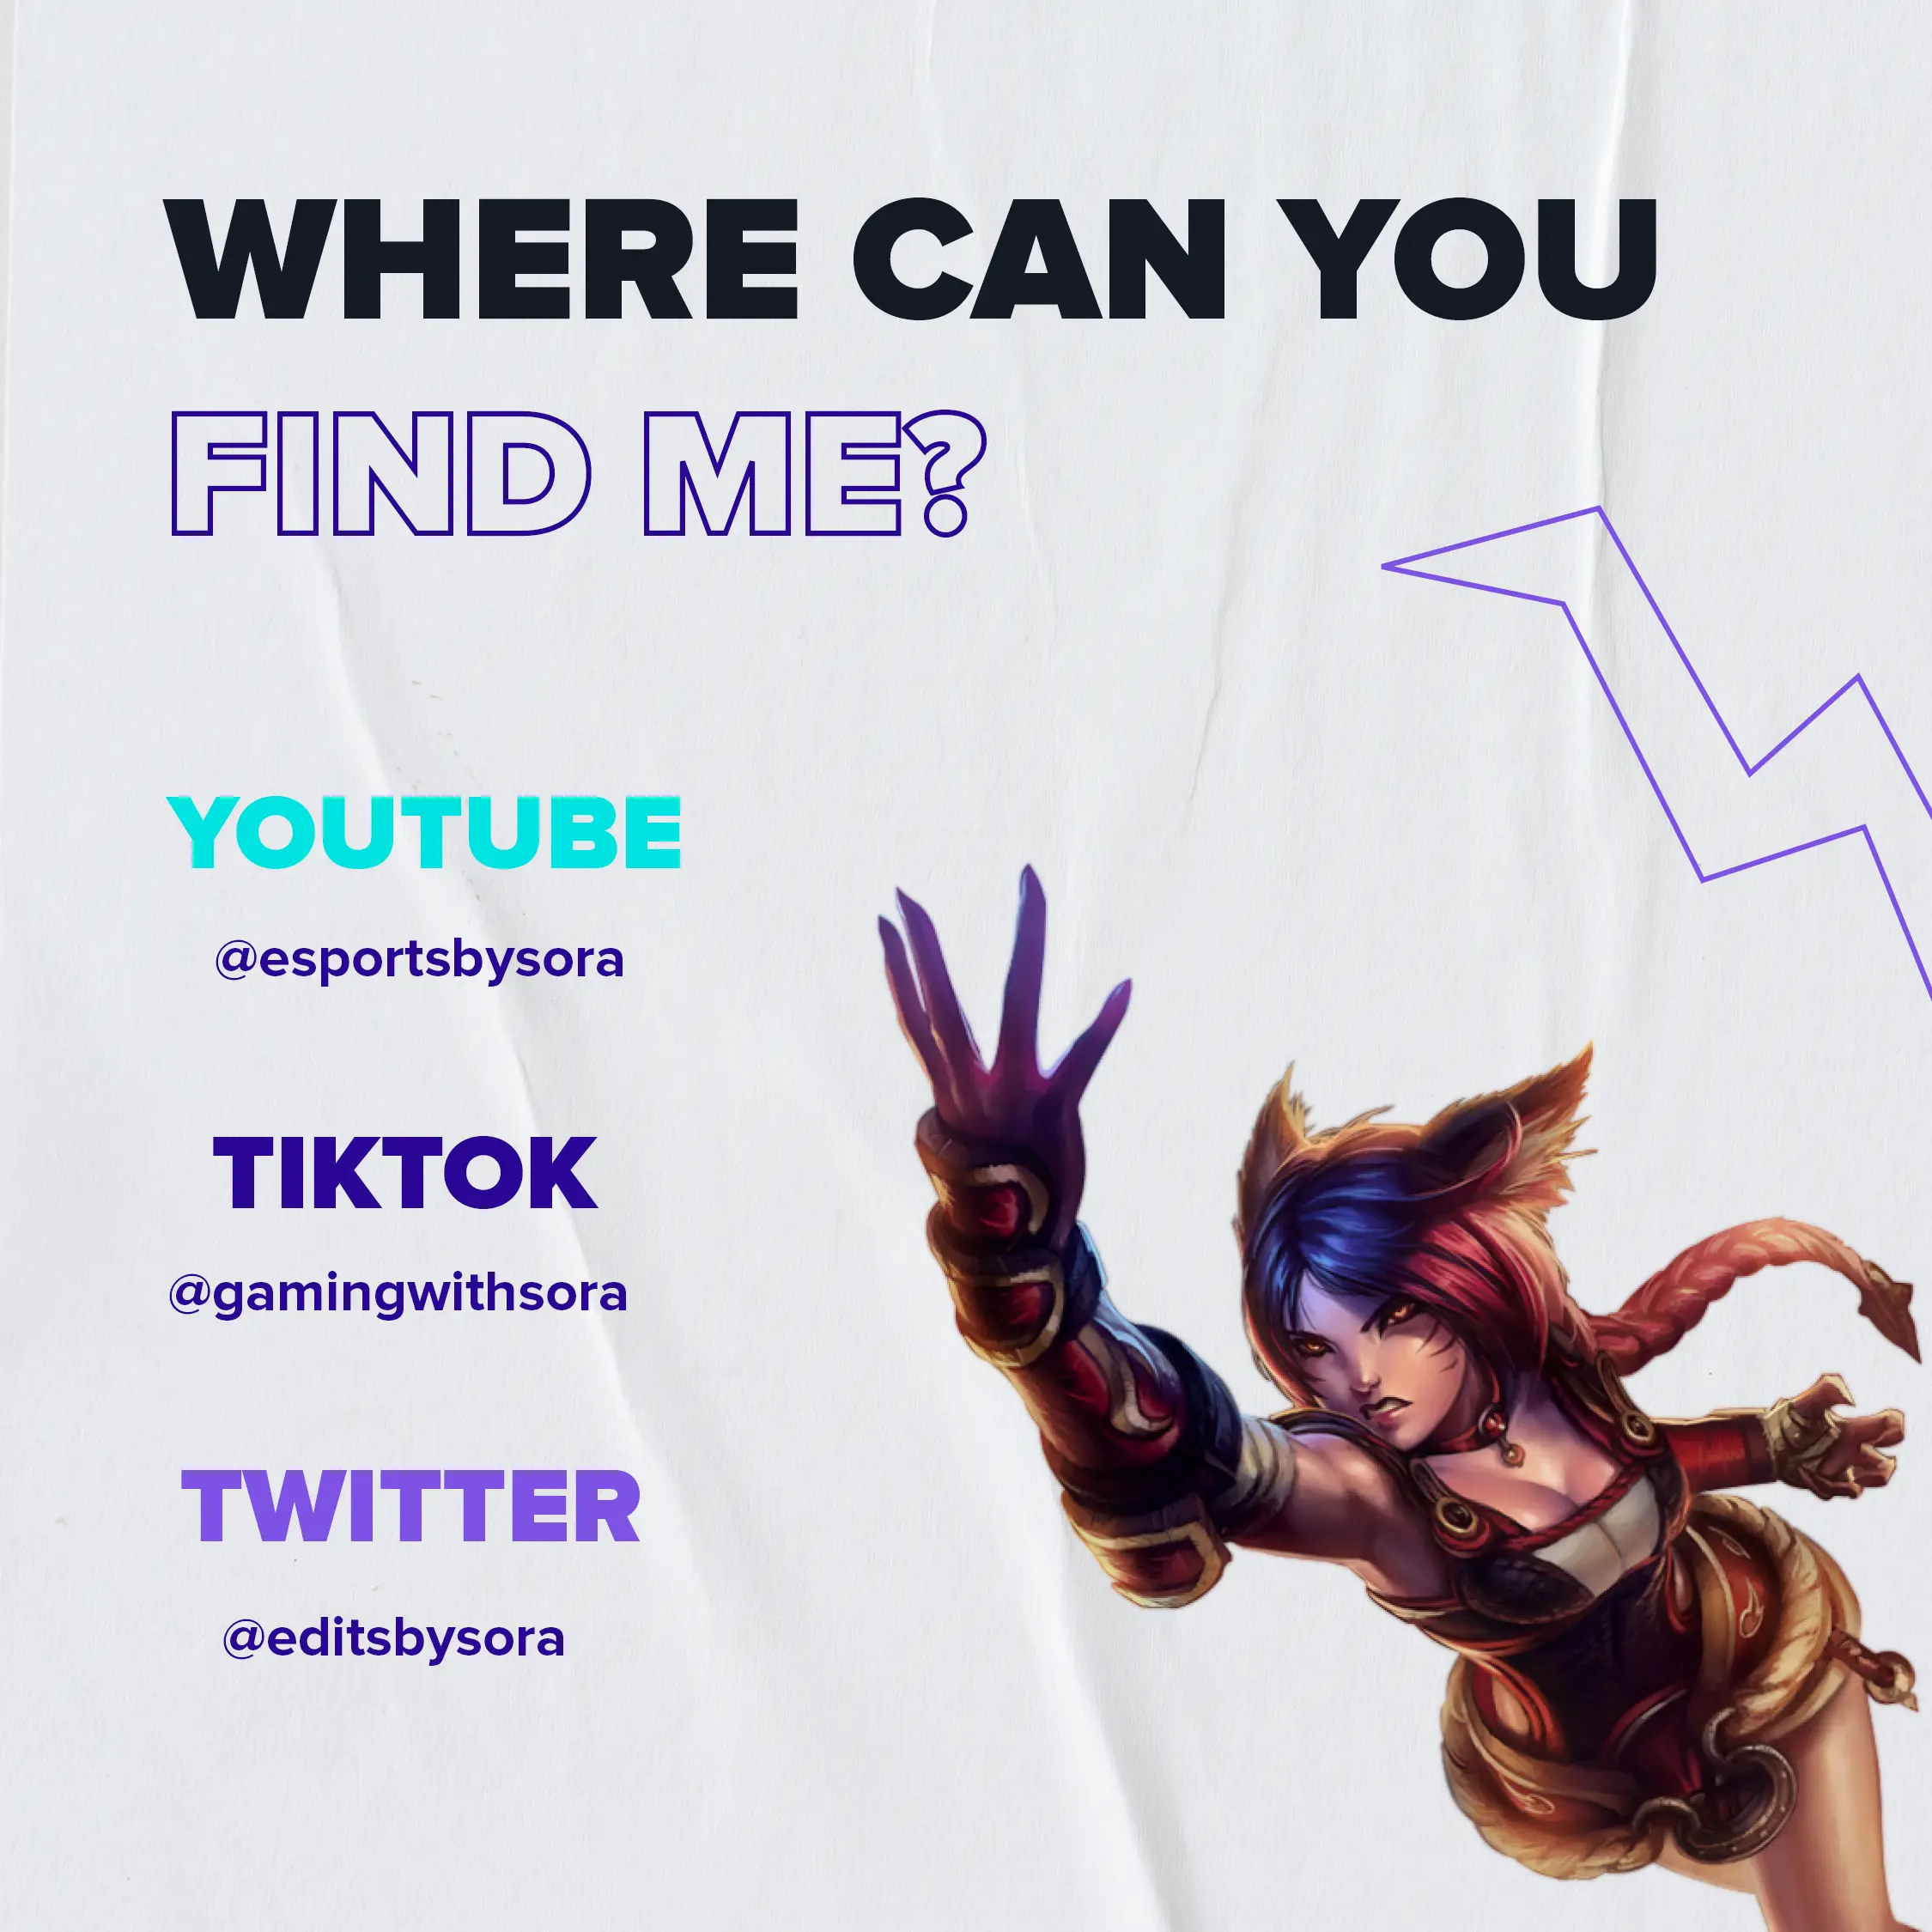 WHERE CAN YOU
FIND ME?
YOUTUBE
@esportsbysora
TIKTOK
@gamingwithsora
TWITTER
@editsbysora